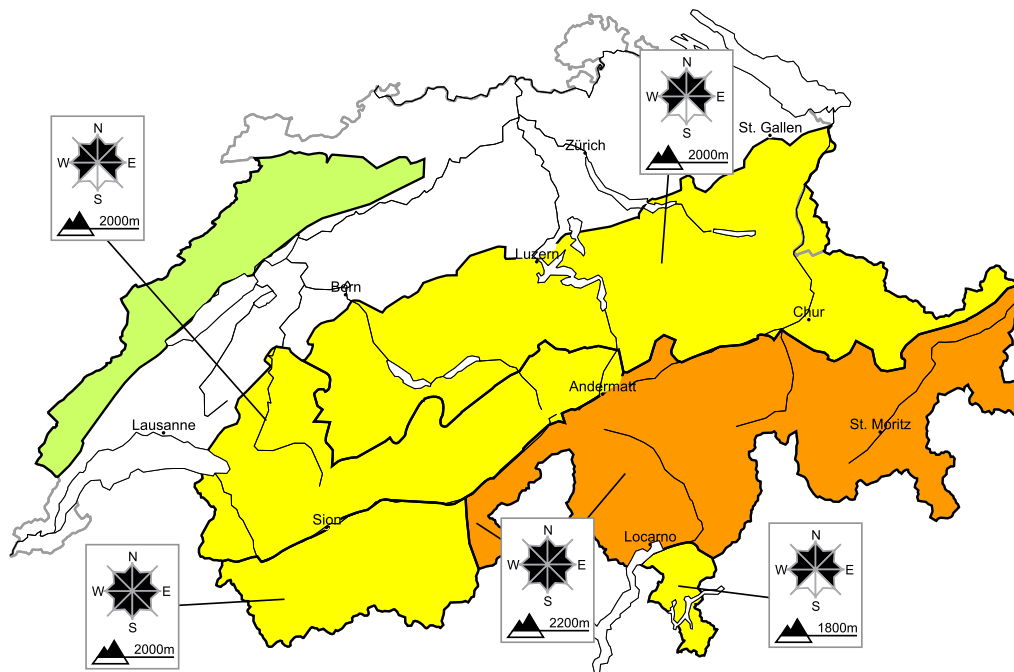 N
W E
S
2000m
St. Gallen
Zürich
N
W E
S
2000m
Luzern
Bern
Chur
Andermatt
Lausanne
St. Moritz
Sion
Locarno
N
W E
S
2200m
N
W E
S
1800m
N
W E
S
2000m